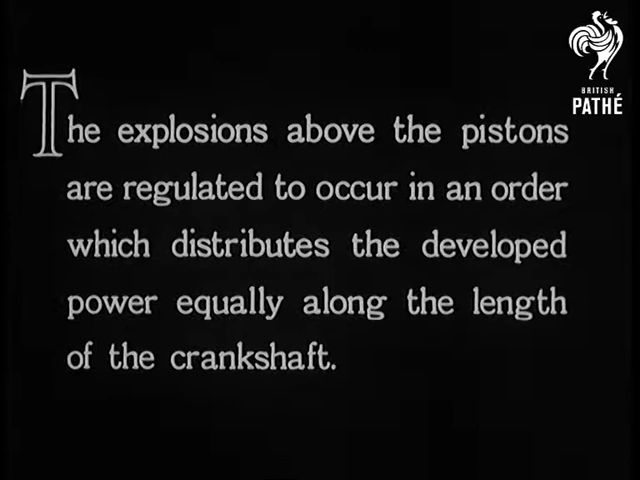 BRITISH
PATHÉ
The explosions above the pistons
are regulated to occur in an order
which distributes the developed
power equally along the length
of the crankshaft.